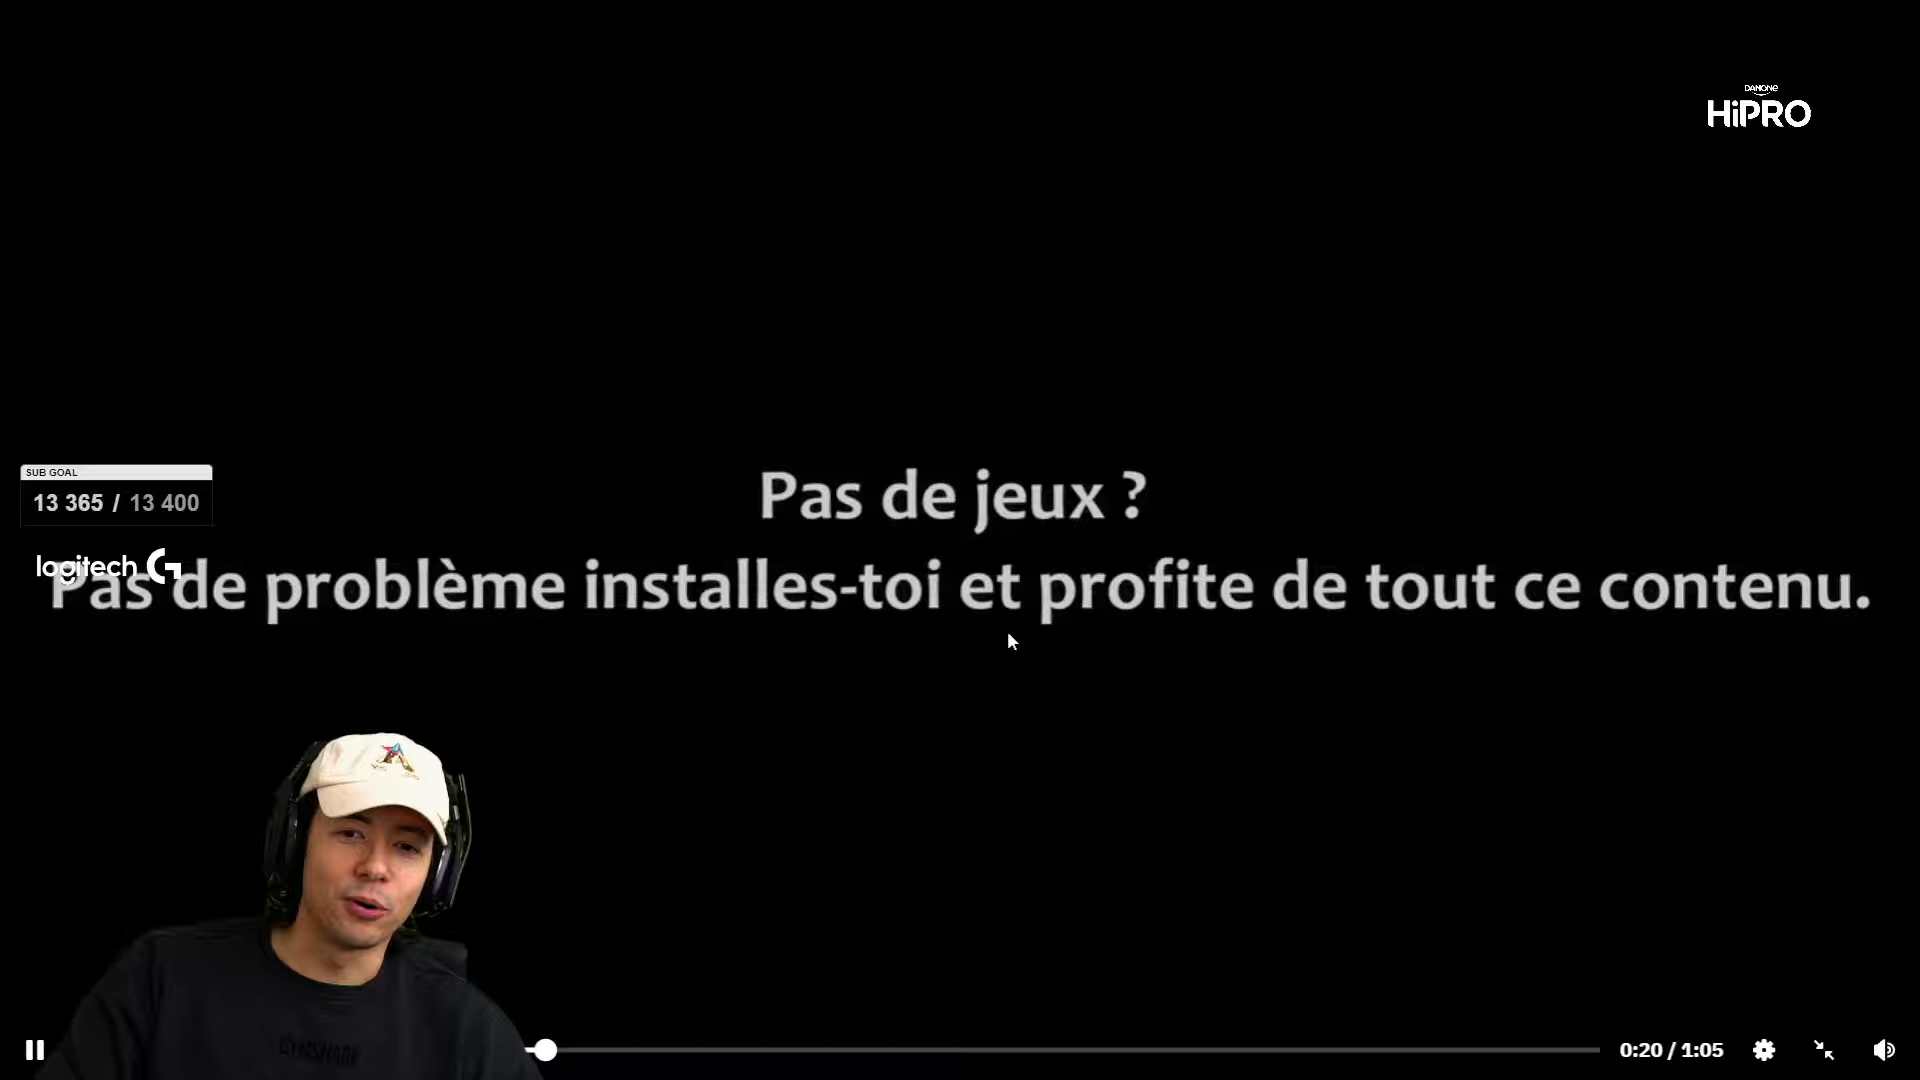 DANONE
HiPRO
SUB GOAL
13 365 / 13 400
Pas de jeux ?
logitech G
Pas de problème installes-toi et profite de tout ce contenu.
0:20 / 1:05